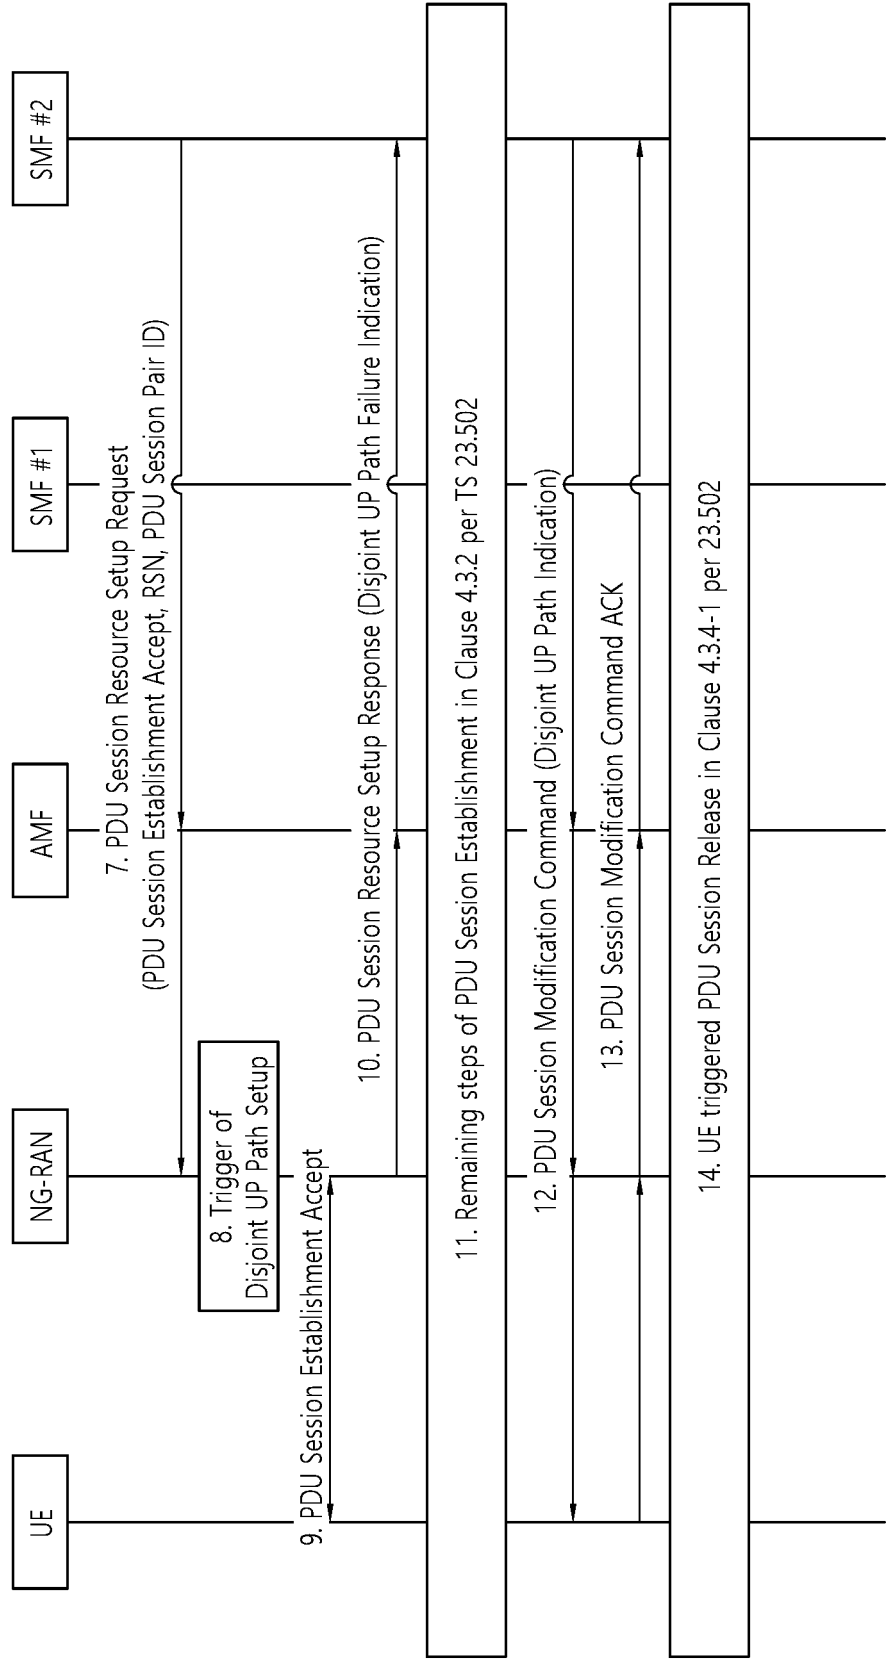 UE
NG-RAN
AMF
SMF #1
SMF #2
7. PDU Session Resource Setup Request
(PDU Session Establishment Accept, RSN, PDU Session Pair ID)
8. Trigger of
Disjoint UP Path Setup
9. PDU Session Establishment Accept
10. PDU Session Resource Setup Response (Disjoint UP Path Failure Indication)
11. Remaining steps of PDU Session Establishment in Clause 4.3.2 per TS 23.502
12. PDU Session Modification Command (Disjoint UP Path Indication)
13. PDU Session Modification Command ACK
14. UE triggered PDU Session Release in Clause 4.3.4-1 per 23.502